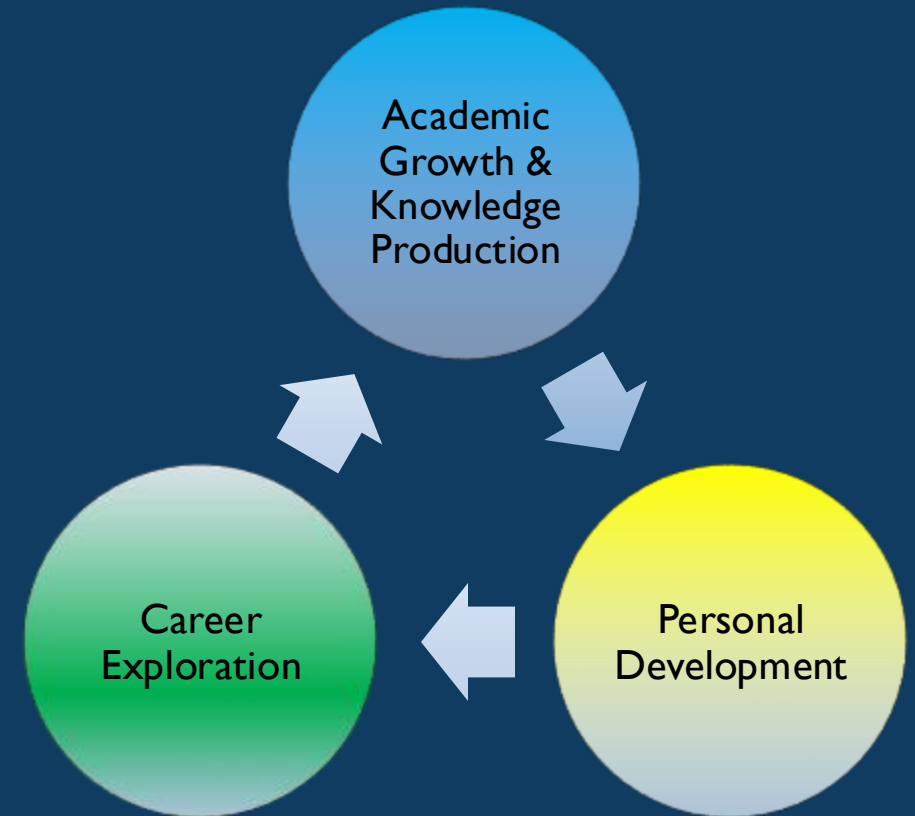 Academic
Growth &
Knowledge
Production
Career
Exploration
Personal
Development